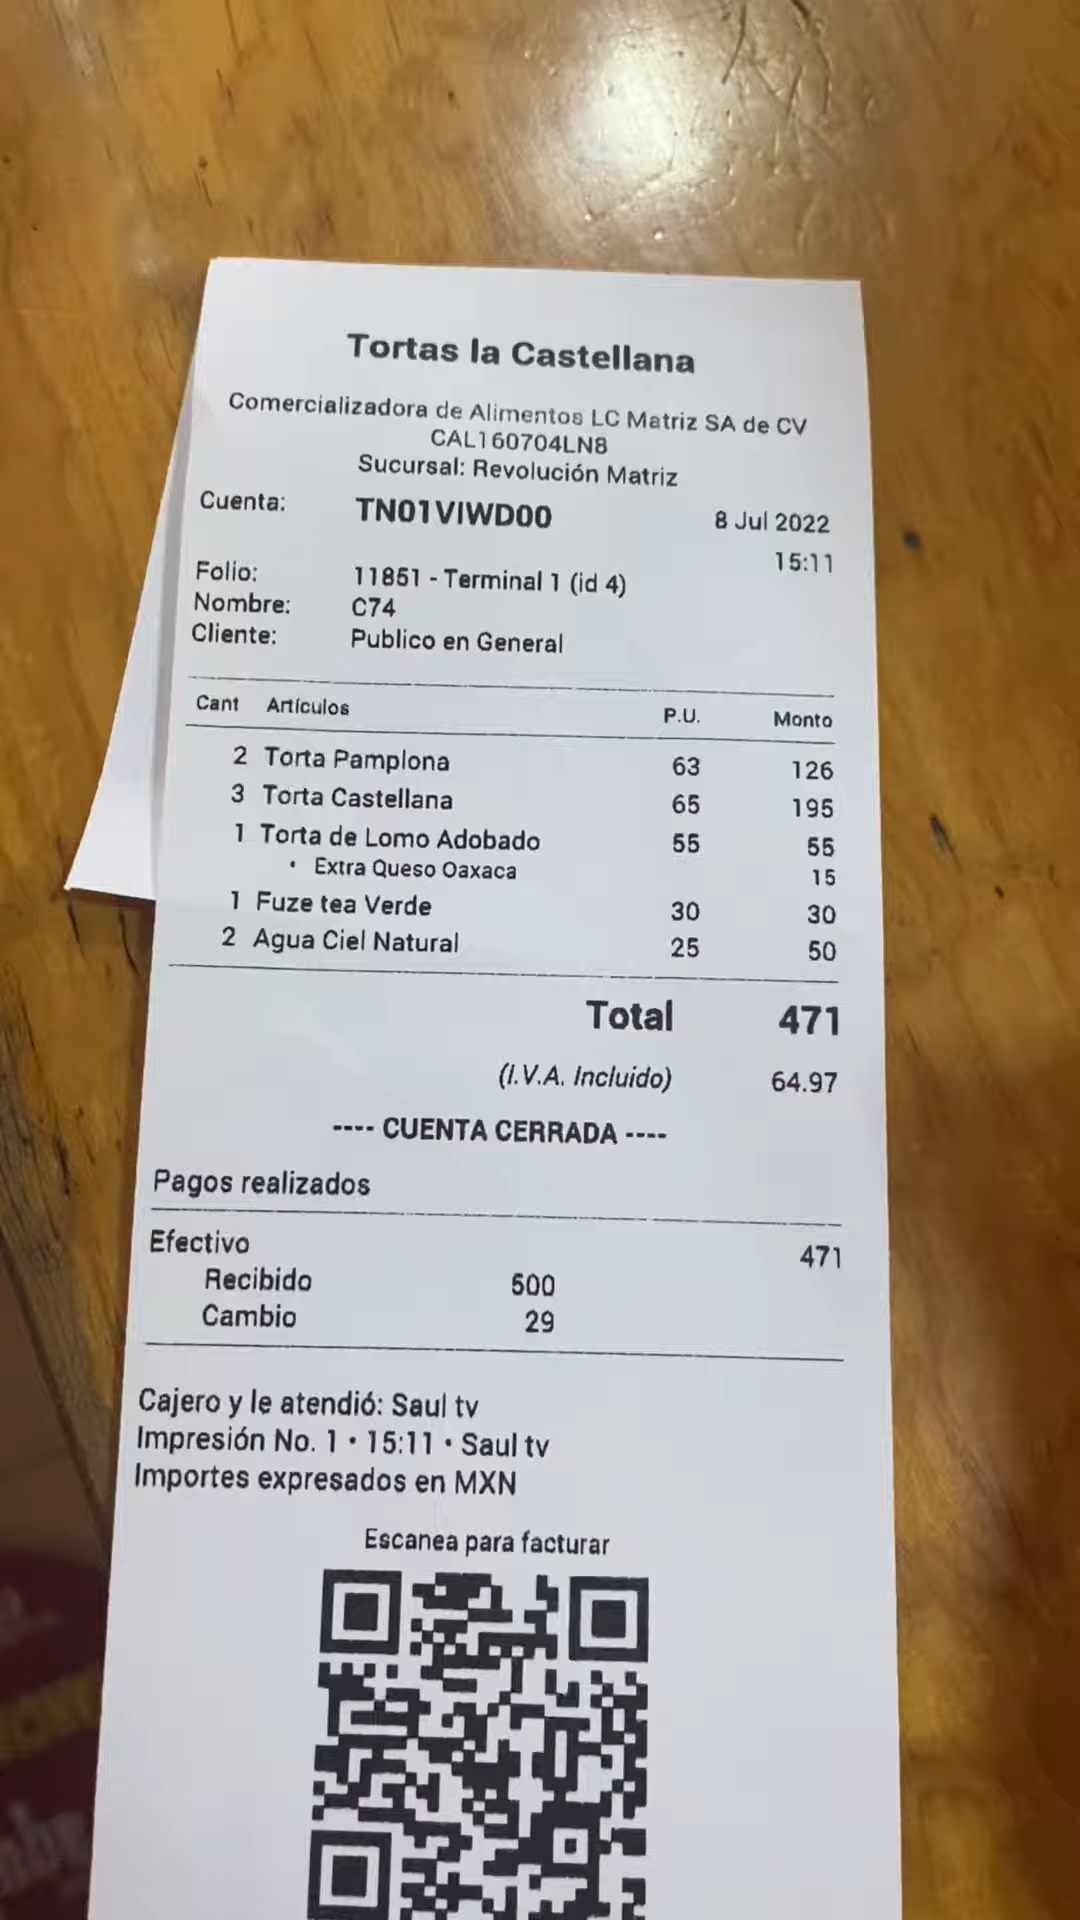 Tortas la Castellana
Comercializadora de Alimentos LC Matriz SA de CV
CAL160704LN8
Sucursal: Revolución Matriz
Cuenta: TN01VIWD00 8 Jul 2022
15:11
Folio: 11851 - Terminal 1 (id 4)
Nombre: C74
Cliente: Publico en General
Cant Artículos P.U. Monto
2 Torta Pamplona 63 126
3 Torta Castellana 65 195
1 Torta de Lomo Adobado 55 55
• Extra Queso Oaxaca 15
1 Fuze tea Verde 30 30
2 Agua Ciel Natural 25 50
Total 471
(I.V.A. Incluido) 64.97
---- CUENTA CERRADA ----
Pagos realizados
Efectivo 471
Recibido 500
Cambio 29
Cajero y le atendió: Saul tv
Impresión No. 1 • 15:11 • Saul tv
Importes expresados en MXN
Escanea para facturar